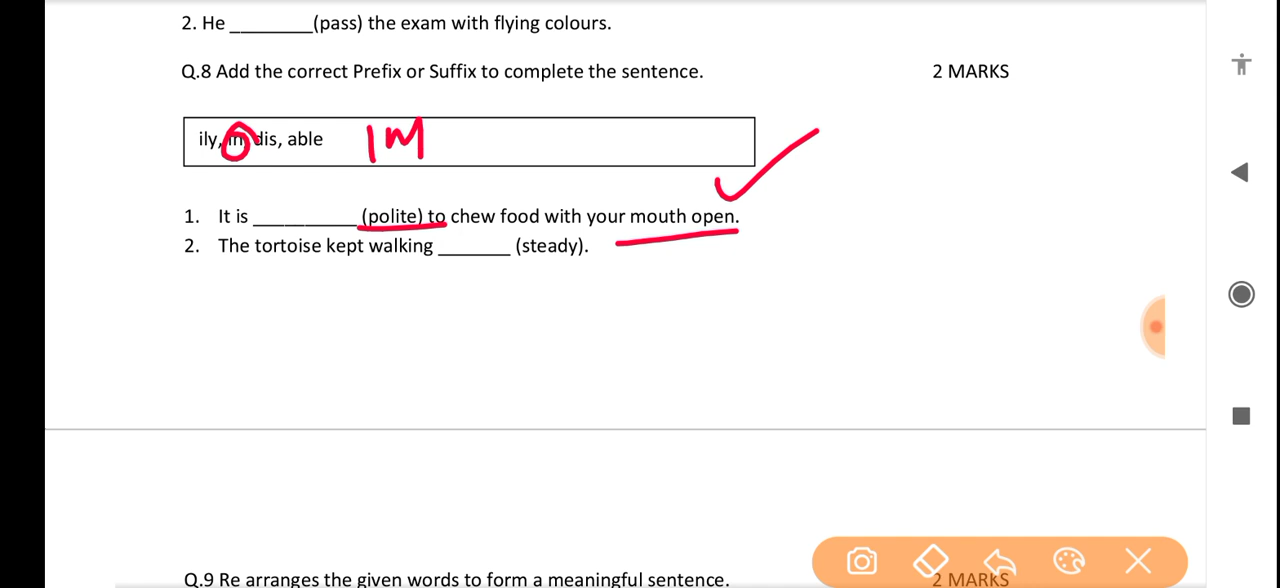 2. He ________(pass) the exam with flying colours.
Q.8 Add the correct Prefix or Suffix to complete the sentence. 2 MARKS
ily, dis, able 1M
1. It is __________ (polite) to chew food with your mouth open.
2. The tortoise kept walking _______ (steady).
Q.9 Re arranges the given words to form a meaningful sentence. 2 MARKS